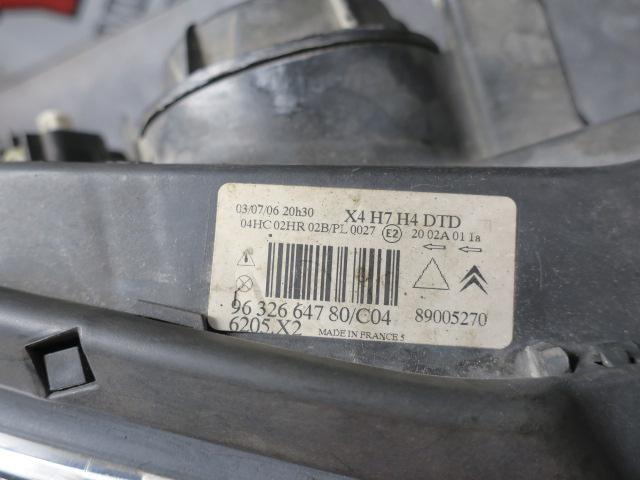 03/07/06 20h30 X4 H7 H4 DTD
04HC 02HR 02B/PL 0027 E2 20 02A 01 1a
96 326 647 80/C04 89005270
6205.X2 MADE IN FRANCE 5